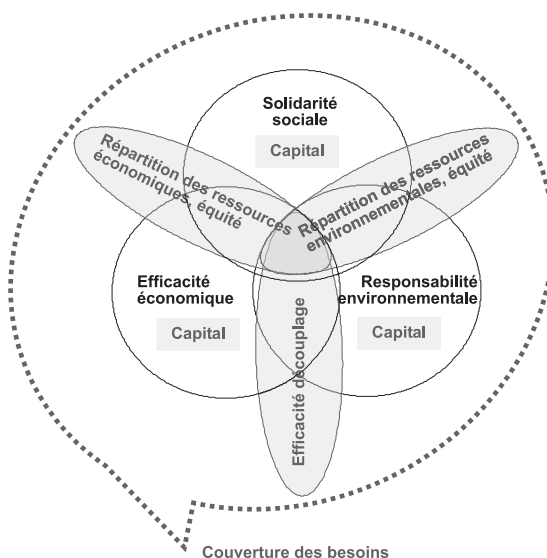 Solidarité
sociale
Capital
Répartition des ressources
économiques, équité
Répartition des ressources
environnementales, équité
Efficacité
économique
Capital
Responsabilité
environnementale
Capital
Efficacité découplage
Couverture des besoins